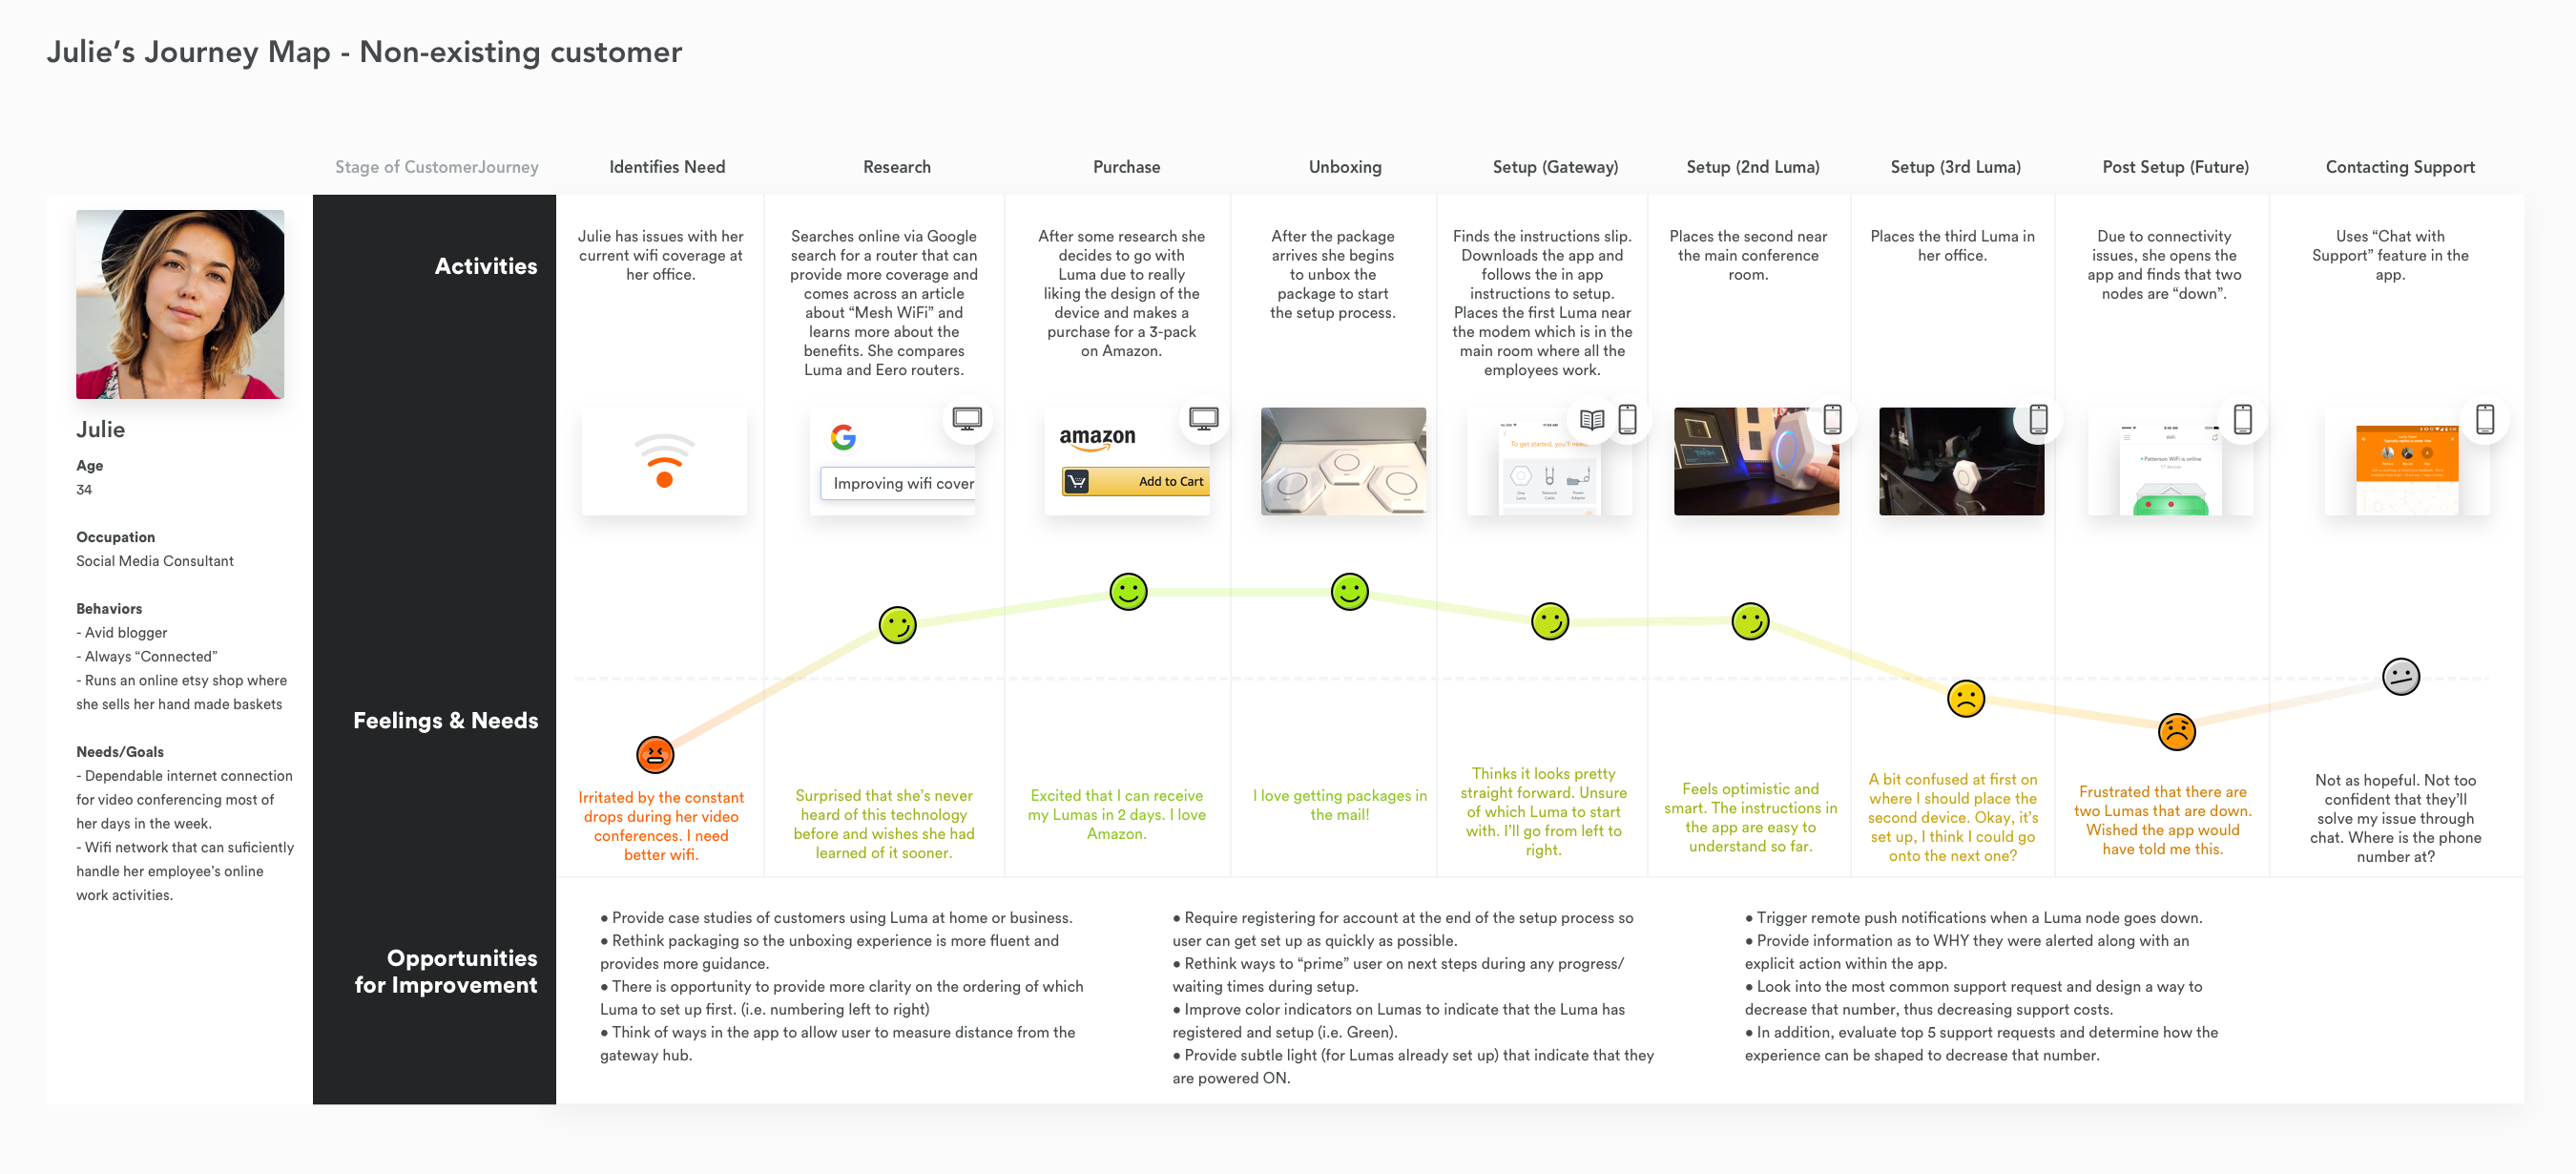 Julie’s Journey Map - Non-existing customer
Stage of CustomerJourney
Identifies Need
Research
Purchase
Unboxing
Setup (Gateway)
Setup (2nd Luma)
Setup (3rd Luma)
Post Setup (Future)
Contacting Support
Julie
Age
34
Occupation
Social Media Consultant
Behaviors
- Avid blogger
- Always “Connected”
- Runs an online etsy shop where
she sells her hand made baskets
Needs/Goals
- Dependable internet connection
for video conferencing most of
her days in the week.
- Wifi network that can suficiently
handle her employee’s online
work activities.
Activities
Julie has issues with her
current wifi coverage at
her office.
Searches online via Google
search for a router that can
provide more coverage and
comes across an article
about “Mesh WiFi” and
learns more about the
benefits. She compares
Luma and Eero routers.
After some research she
decides to go with
Luma due to really
liking the design of the
device and makes a
purchase for a 3-pack
on Amazon.
After the package
arrives she begins
to unbox the
package to start
the setup process.
Finds the instructions slip.
Downloads the app and
follows the in app
instructions to setup.
Places the first Luma near
the modem which is in the
main room where all the
employees work.
Places the second near
the main conference
room.
Places the third Luma in
her office.
Due to connectivity
issues, she opens the
app and finds that two
nodes are “down”.
Uses “Chat with
Support” feature in the
app.
G
Improving wifi cover
amazon
Add to Cart
To get started, you’ll need
One
Luma
Network
Cable
Power
Adapter
Patterson WiFi is online
17 devices
Feelings & Needs
Irritated by the constant
drops during her video
conferences. I need
better wifi.
Surprised that she’s never
heard of this technology
before and wishes she had
learned of it sooner.
Excited that I can receive
my Lumas in 2 days. I love
Amazon.
I love getting packages in
the mail!
Thinks it looks pretty
straight forward. Unsure
of which Luma to start
with. I’ll go from left to
right.
Feels optimistic and
smart. The instructions in
the app are easy to
understand so far.
A bit confused at first on
where I should place the
second device. Okay, it’s
set up, I think I could go
onto the next one?
Frustrated that there are
two Lumas that are down.
Wished the app would
have told me this.
Not as hopeful. Not too
confident that they’ll
solve my issue through
chat. Where is the phone
number at?
Opportunities
for Improvement
● Provide case studies of customers using Luma at home or business.
● Rethink packaging so the unboxing experience is more fluent and
provides more guidance.
● There is opportunity to provide more clarity on the ordering of which
Luma to set up first. (i.e. numbering left to right)
● Think of ways in the app to allow user to measure distance from the
gateway hub.
● Require registering for account at the end of the setup process so
user can get set up as quickly as possible.
● Rethink ways to “prime” user on next steps during any progress/
waiting times during setup.
● Improve color indicators on Lumas to indicate that the Luma has
registered and setup (i.e. Green).
● Provide subtle light (for Lumas already set up) that indicate that they
are powered ON.
● Trigger remote push notifications when a Luma node goes down.
● Provide information as to WHY they were alerted along with an
explicit action within the app.
● Look into the most common support request and design a way to
decrease that number, thus decreasing support costs.
● In addition, evaluate top 5 support requests and determine how the
experience can be shaped to decrease that number.